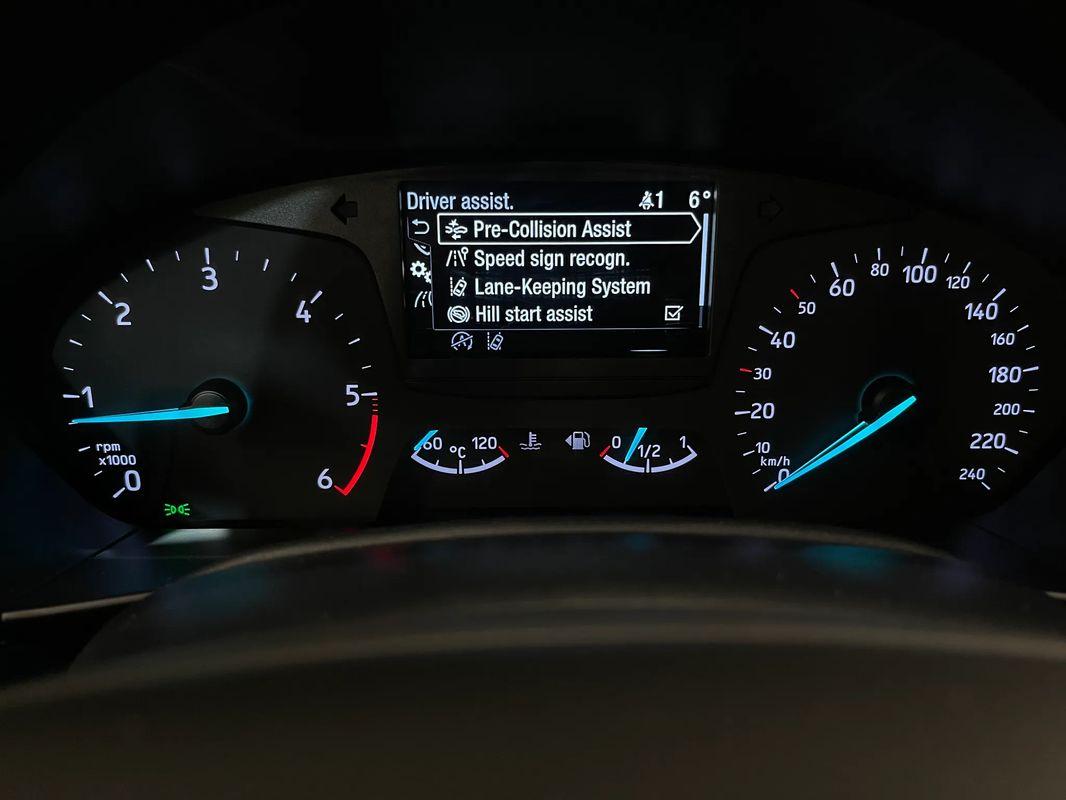 Driver assist. 1 6°
Pre-Collision Assist
Speed sign recogn.
Lane-Keeping System
Hill start assist
0
1
2
3
4
5
6
rpm
x1000
60 °C 120
0 1/2 1
0
10
20
30
40
50
60
80
100
120
140
160
180
200
220
240
km/h